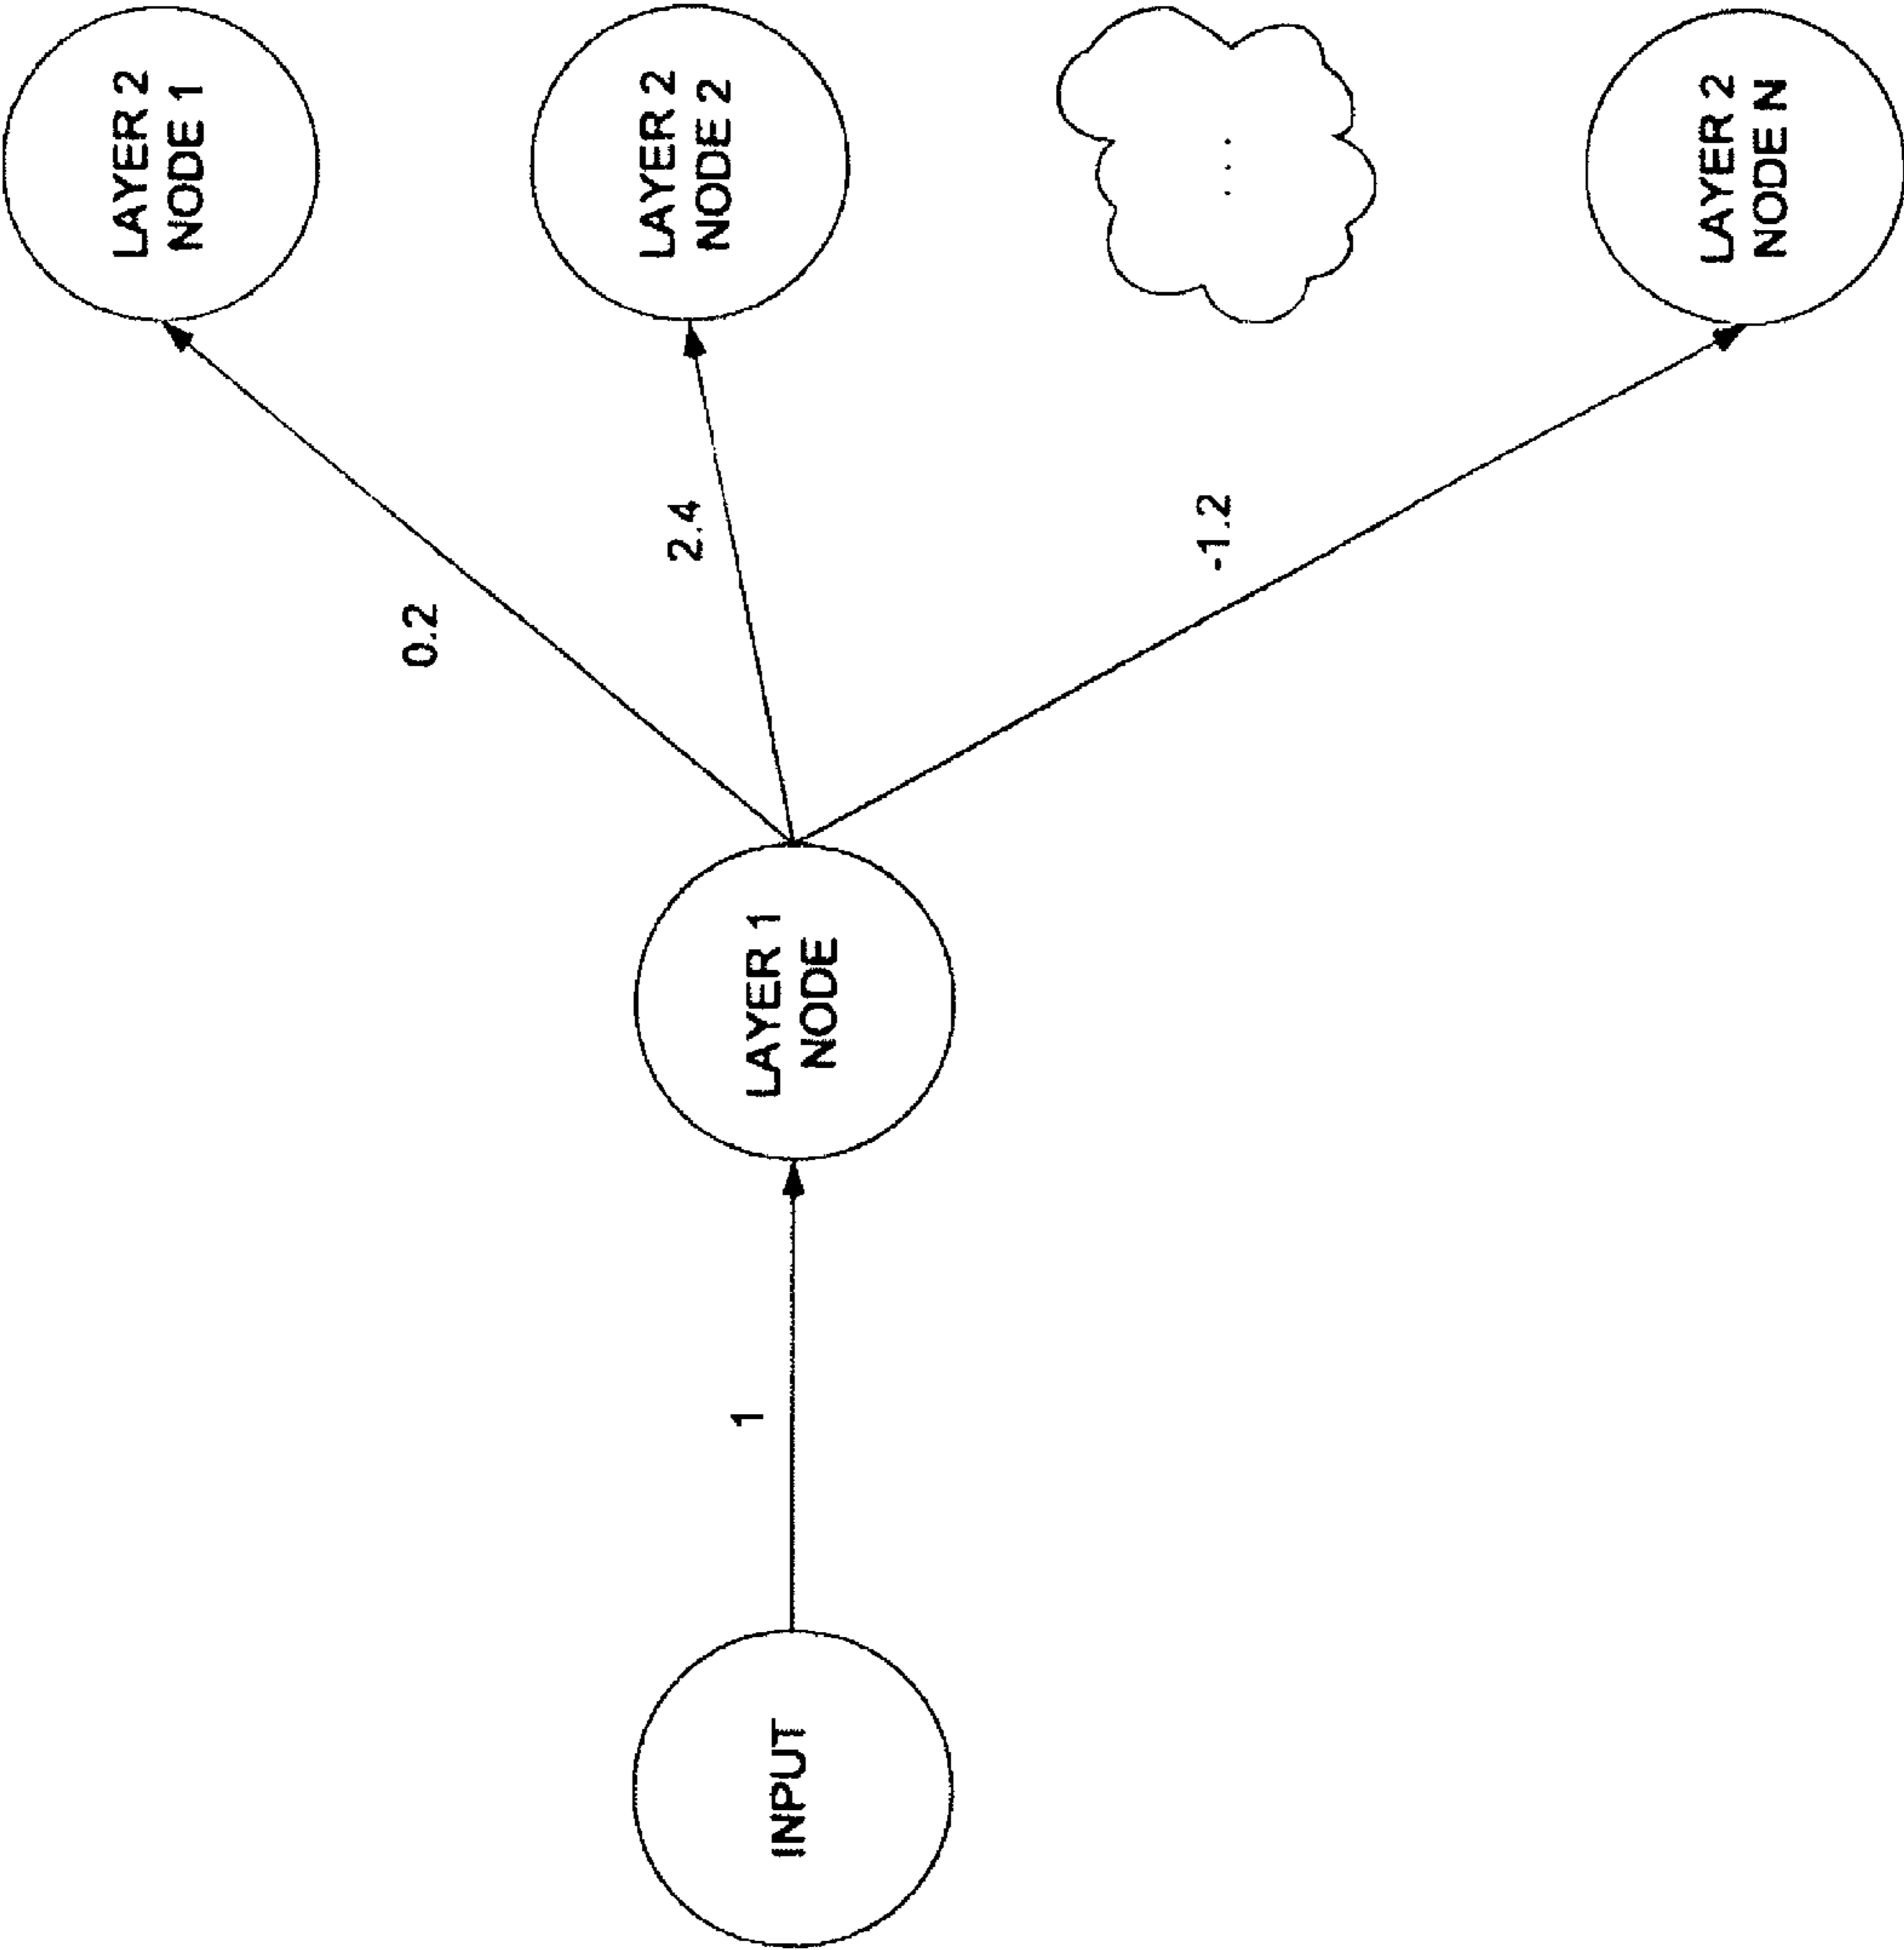 LAYER 2
NODE 1
LAYER 2
NODE 2
. . .
LAYER 2
NODE N
0.2
2.4
-1.2
LAYER 1
NODE
1
INPUT